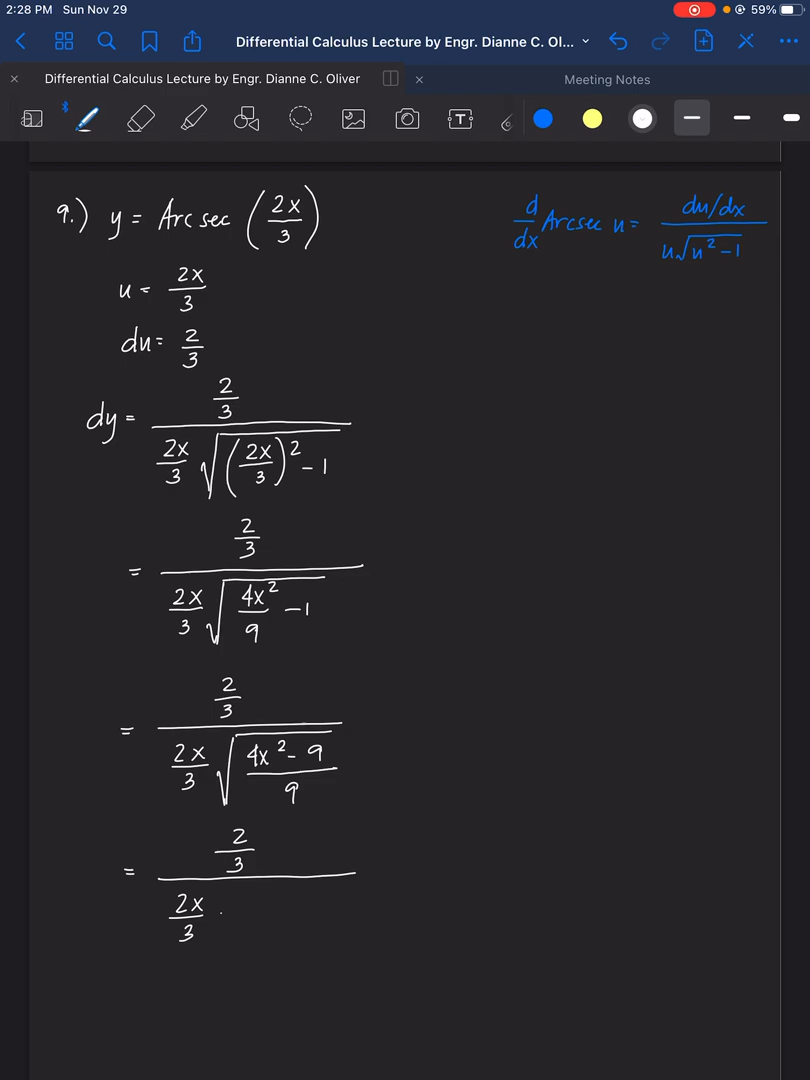 2:28 PM Sun Nov 29 59%
Differential Calculus Lecture by Engr. Dianne C. Ol...
Differential Calculus Lecture by Engr. Dianne C. Oliver Meeting Notes
T
9.) y = Arcsec (2x/3)
d/dx Arcsec u = du/dx / u√u² - 1
u = 2x/3
du = 2/3
dy = 2/3 / 2x/3 √(2x/3)² - 1
= 2/3 / 2x/3 √4x²/9 - 1
= 2/3 / 2x/3 √4x² - 9/9
= 2/3 / 2x/3